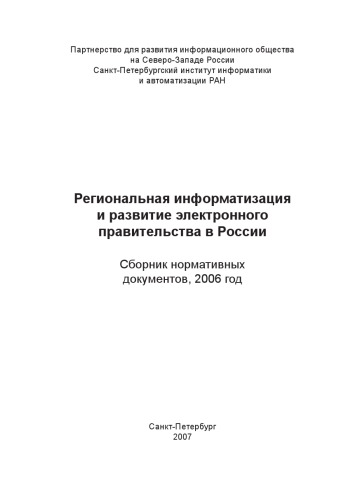 Партнерство для развития информационного общества
на Северо-Западе России
Санкт-Петербургский институт информатики
и автоматизации РАН
Региональная информатизация
и развитие электронного
правительства в России
Сборник нормативных
документов, 2006 год
Санкт-Петербург
2007